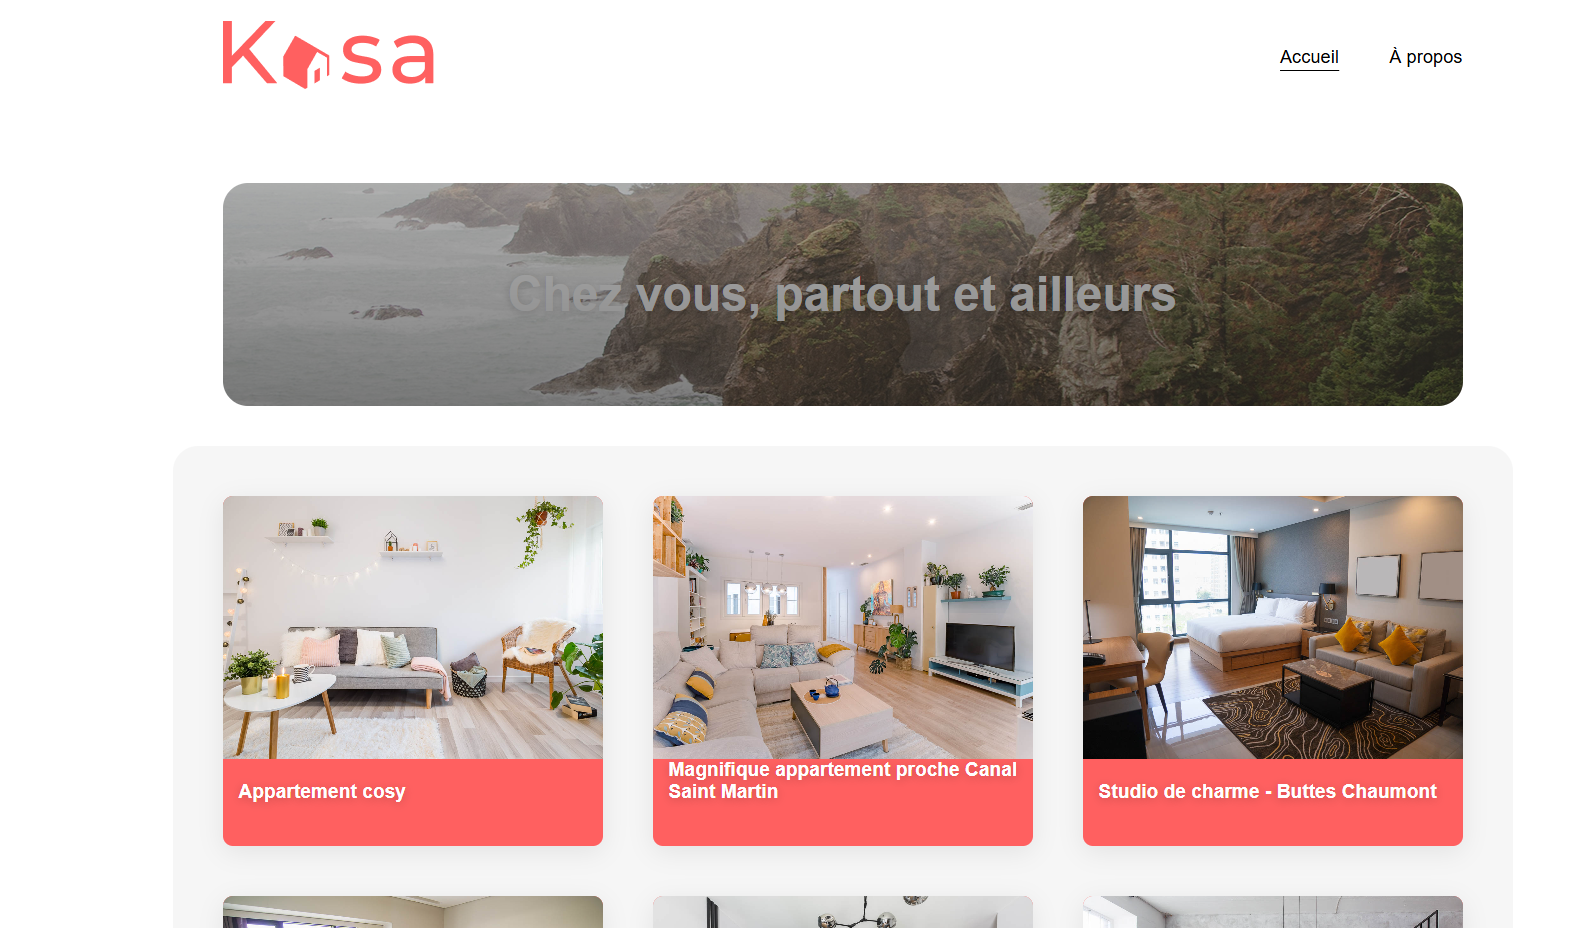 Kasa
Accueil
À propos
Chez vous, partout et ailleurs
Appartement cosy
Magnifique appartement proche Canal
Saint Martin
Studio de charme - Buttes Chaumont